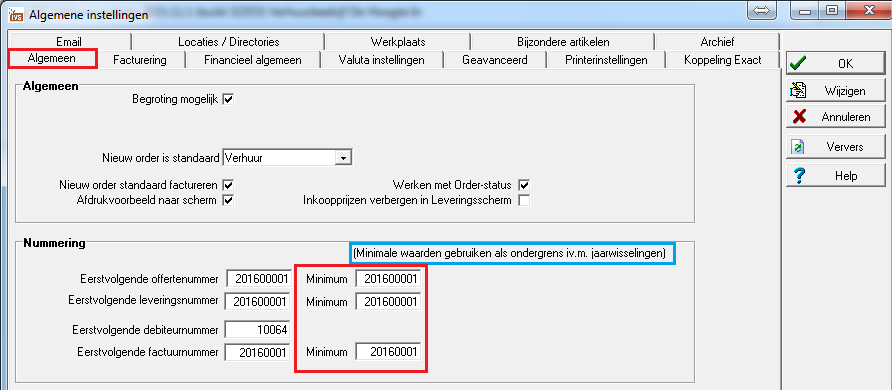 IVS Algemene instellingen
Email Locaties / Directories Werkplaats Bijzondere artikelen Archief
Algemeen Facturering Financieel algemeen Valuta instellingen Geavanceerd Printerinstellingen Koppeling Exact
OK
Wijzigen
Annuleren
Ververs
Help
Algemeen
Begroting mogelijk
Nieuw order is standaard Verhuur
Nieuw order standaard factureren Werken met Order-status
Afdrukvoorbeeld naar scherm Inkoopprijzen verbergen in Leveringsscherm
Nummering
(Minimale waarden gebruiken als ondergrens iv.m. jaarwisselingen)
Eerstvolgende offertenummer 201600001 Minimum 201600001
Eerstvolgende leveringsnummer 201600001 Minimum 201600001
Eerstvolgende debiteurnummer 10064
Eerstvolgende factuurnummer 20160001 Minimum 20160001